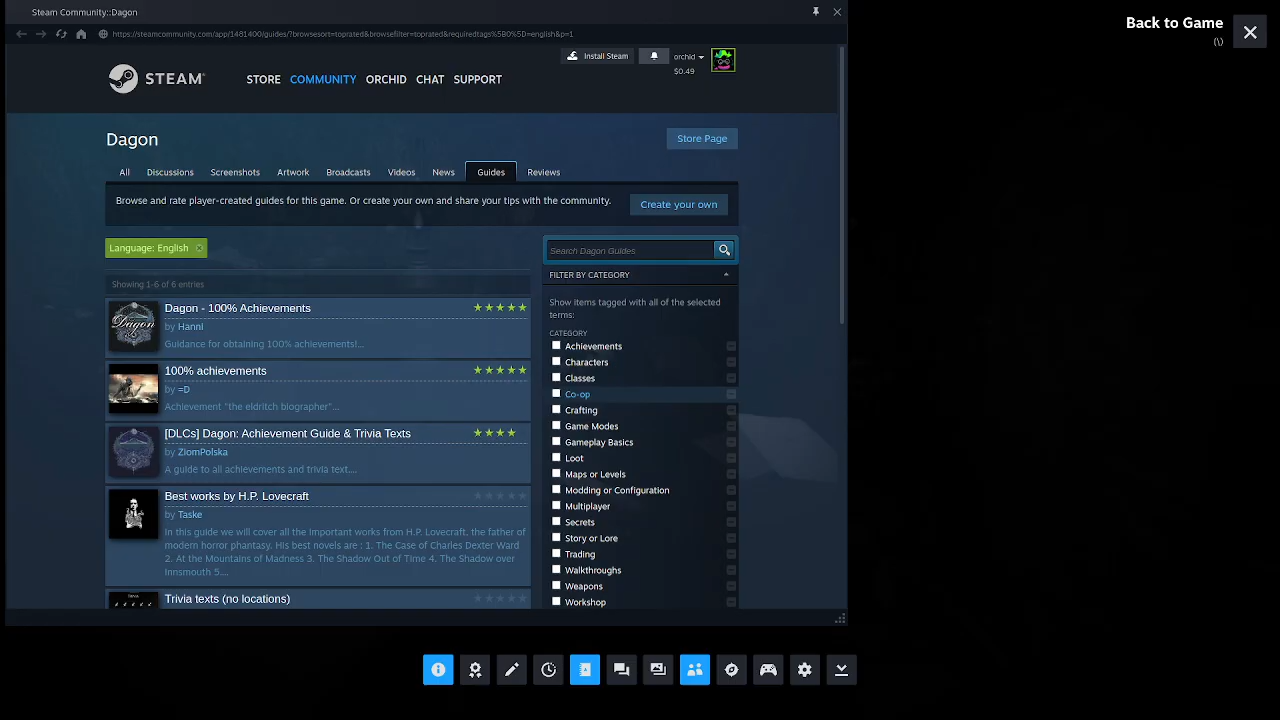 Steam Community::Dagon
https://steamcommunity.com/app/1481400/guides/?browsesort=toprated&browsefilter=toprated&requiredtags%5B0%5D=english&p=1
Back to Game
(\)
Install Steam
orchid
$0.49
STEAM
STORE
COMMUNITY
ORCHID
CHAT
SUPPORT
Dagon
Store Page
All
Discussions
Screenshots
Artwork
Broadcasts
Videos
News
Guides
Reviews
Browse and rate player-created guides for this game. Or create your own and share your tips with the community.
Create your own
Language: English
Showing 1-6 of 6 entries
Dagon
Dagon - 100% Achievements
by Hanni
Guidance for obtaining 100% achievements!...
100% achievements
by =D
Achievement "the eldritch biographer"...
[DLCs] Dagon: Achievement Guide & Trivia Texts
by ZiomPolska
A guide to all achievements and trivia text....
Best works by H.P. Lovecraft
by Taske
In this guide we will cover all the important works from H.P. Lovecraft, the father of
modern horror phantasy. His best novels are : 1. The Case of Charles Dexter Ward
2. At the Mountains of Madness 3. The Shadow Out of Time 4. The Shadow over
Innsmouth 5....
Trivia texts (no locations)
Search Dagon Guides
FILTER BY CATEGORY
Show items tagged with all of the selected
terms:
CATEGORY
Achievements
Characters
Classes
Co-op
Crafting
Game Modes
Gameplay Basics
Loot
Maps or Levels
Modding or Configuration
Multiplayer
Secrets
Story or Lore
Trading
Walkthroughs
Weapons
Workshop